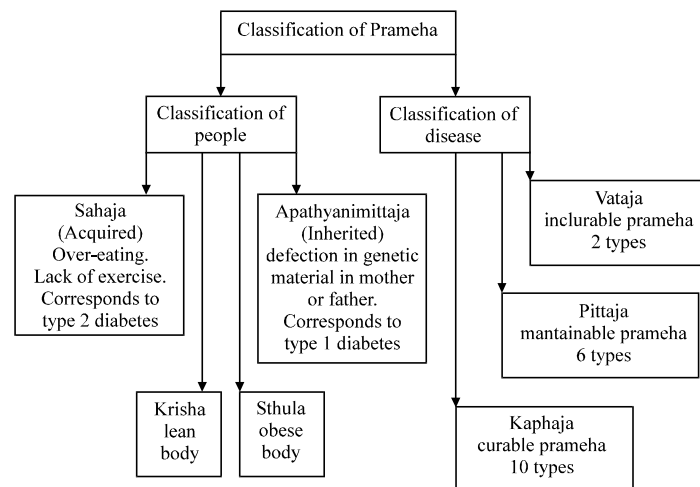 Classification of Prameha
Classification of
people
Classification of
disease
Sahaja
(Acquired)
Over-eating.
Lack of exercise.
Corresponds to
type 2 diabetes
Apathyanimittaja
(Inherited)
defection in genetic
material in mother
or father.
Corresponds to
type 1 diabetes
Vataja
inclurable prameha
2 types
Pittaja
mantainable prameha
6 types
Krisha
lean
body
Sthula
obese
body
Kaphaja
curable prameha
10 types